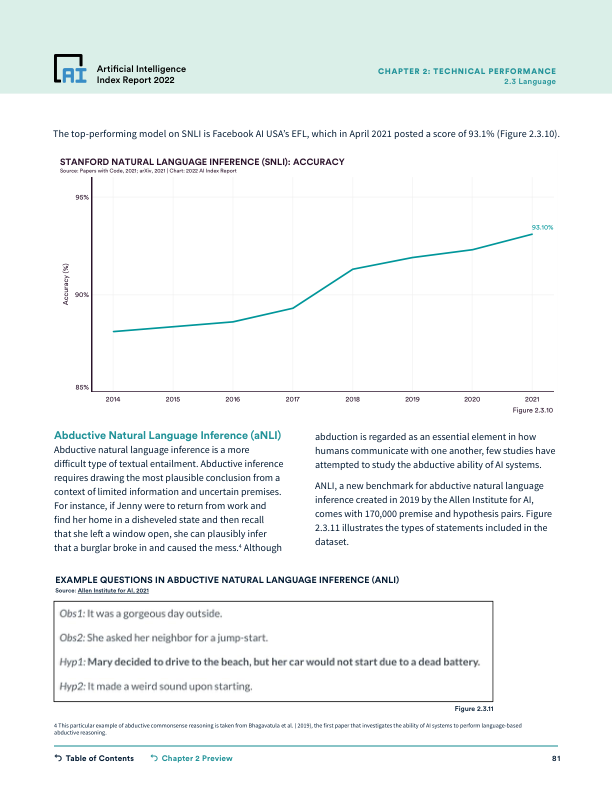 Artificial Intelligence
Index Report 2022
CHAPTER 2: TECHNICAL PERFORMANCE
2.3 Language
The top-performing model on SNLI is Facebook AI USA’s EFL, which in April 2021 posted a score of 93.1% (Figure 2.3.10).
STANFORD NATURAL LANGUAGE INFERENCE (SNLI): ACCURACY
Source: Papers with Code, 2021; arXiv, 2021 | Chart: 2022 AI Index Report
95%
90%
85%
Accuracy (%)
93.10%
2014 2015 2016 2017 2018 2019 2020 2021
Figure 2.3.10
Abductive Natural Language Inference (aNLI)
Abductive natural language inference is a more
difficult type of textual entailment. Abductive inference
requires drawing the most plausible conclusion from a
context of limited information and uncertain premises.
For instance, if Jenny were to return from work and
find her home in a disheveled state and then recall
that she left a window open, she can plausibly infer
that a burglar broke in and caused the mess.⁴ Although
abduction is regarded as an essential element in how
humans communicate with one another, few studies have
attempted to study the abductive ability of AI systems.
ANLI, a new benchmark for abductive natural language
inference created in 2019 by the Allen Institute for AI,
comes with 170,000 premise and hypothesis pairs. Figure
2.3.11 illustrates the types of statements included in the
dataset.
EXAMPLE QUESTIONS IN ABDUCTIVE NATURAL LANGUAGE INFERENCE (ANLI)
Source: Allen Institute for AI, 2021
Obs1: It was a gorgeous day outside.
Obs2: She asked her neighbor for a jump-start.
Hyp1: Mary decided to drive to the beach, but her car would not start due to a dead battery.
Hyp2: It made a weird sound upon starting.
Figure 2.3.11
4 This particular example of abductive commonsense reasoning is taken from Bhagavatula et al. (2019), the first paper that investigates the ability of AI systems to perform language-based
abductive reasoning.
Table of Contents
Chapter 2 Preview
81